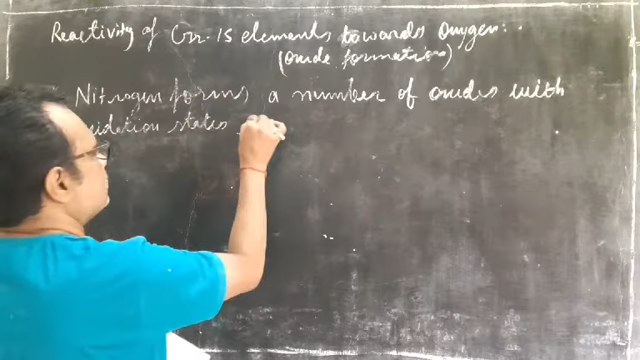 Reactivity of Gr. 15 elements towards oxygen:.
(oxide formation)
Nitrogen forms a number of oxides with
oxidation states